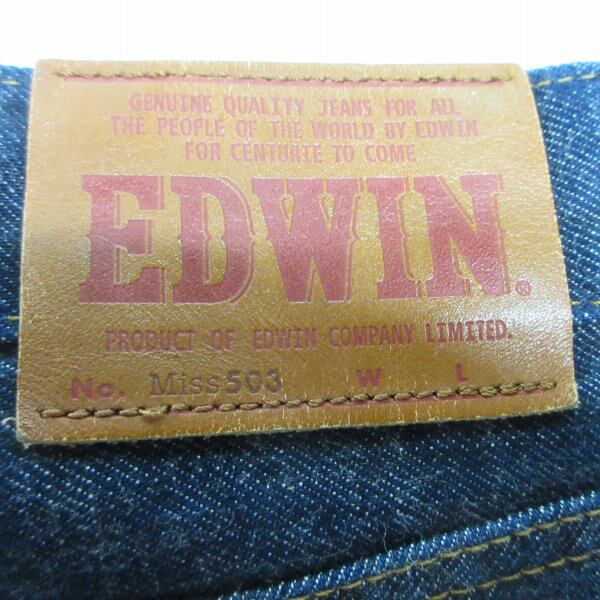 GENUINE QUALITY JEANS FOR ALL
THE PEOPLE OF THE WORLD BY EDWIN
FOR CENTURIE TO COME
EDWIN®
PRODUCT OF EDWIN COMPANY LIMITED.
No. Miss503 W L